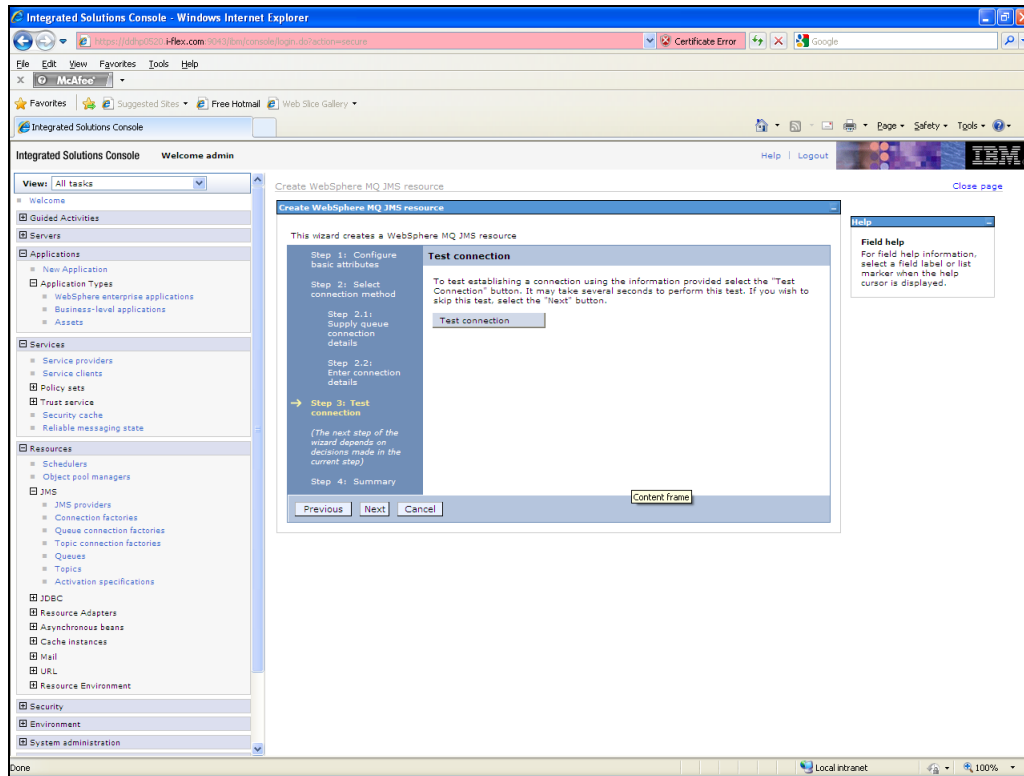 Integrated Solutions Console - Windows Internet Explorer
https://ddhp0520.i-flex.com:9043/ibm/console/login.do?action=secure
Certificate Error
Google
File Edit View Favorites Tools Help
X McAfee
Favorites Suggested Sites Free Hotmail Web Slice Gallery
Integrated Solutions Console
Page Safety Tools
Integrated Solutions Console Welcome admin
Help | Logout
IBM.
View: All tasks
Welcome
Guided Activities
Servers
Applications
New Application
Application Types
WebSphere enterprise applications
Business-level applications
Assets
Services
Service providers
Service clients
Policy sets
Trust service
Security cache
Reliable messaging state
Resources
Schedulers
Object pool managers
JMS
JMS providers
Connection factories
Queue connection factories
Topic connection factories
Queues
Topics
Activation specifications
JDBC
Resource Adapters
Asynchronous beans
Cache instances
Mail
URL
Resource Environment
Security
Environment
System administration
Create WebSphere MQ JMS resource
Close page
Create WebSphere MQ JMS resource
This wizard creates a WebSphere MQ JMS resource
Step 1: Configure
basic attributes
Step 2: Select
connection method
Step 2.1:
Supply queue
connection
details
Step 2.2:
Enter connection
details
Step 3: Test
connection
(The next step of the
wizard depends on
decisions made in the
current step)
Step 4: Summary
Test connection
To test establishing a connection using the information provided select the "Test
Connection" button. It may take several seconds to perform this test. If you wish to
skip this test, select the "Next" button.
Test connection
Content frame
Previous Next Cancel
Help
Field help
For field help information,
select a field label or list
marker when the help
cursor is displayed.
Done
Local intranet
100%